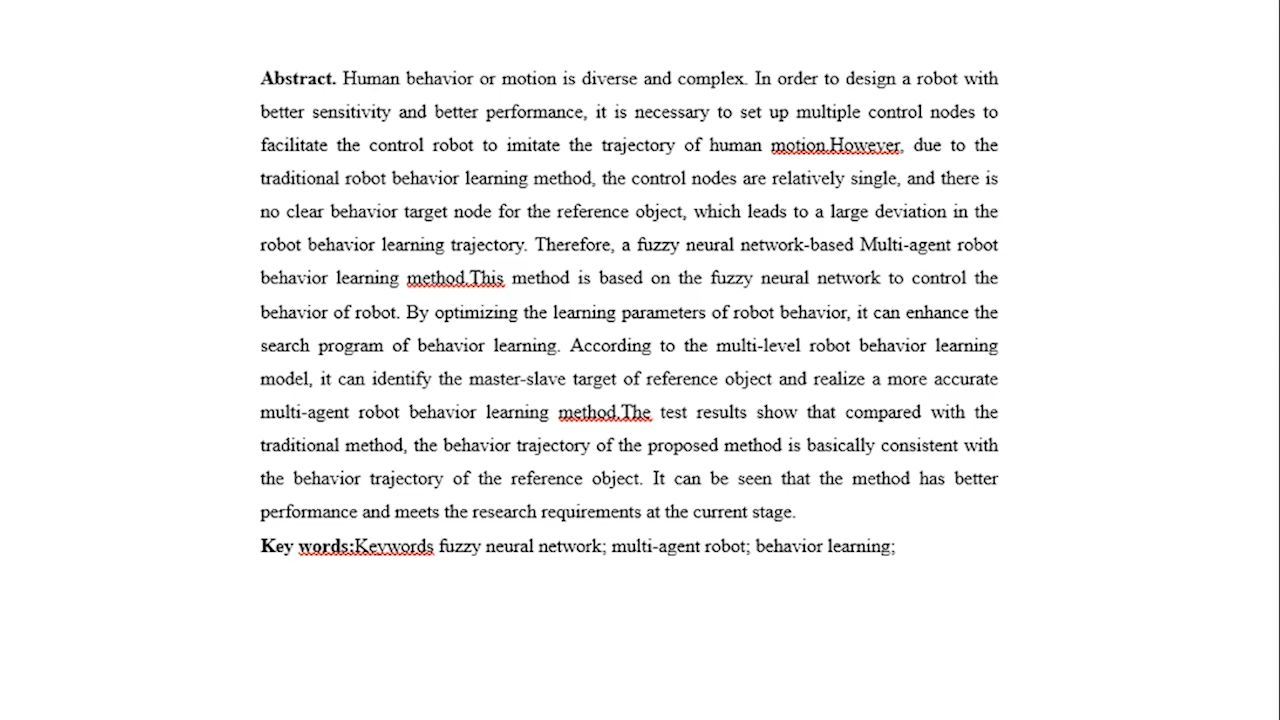 Abstract. Human behavior or motion is diverse and complex. In order to design a robot with
better sensitivity and better performance, it is necessary to set up multiple control nodes to
facilitate the control robot to imitate the trajectory of human motion.However, due to the
traditional robot behavior learning method, the control nodes are relatively single, and there is
no clear behavior target node for the reference object, which leads to a large deviation in the
robot behavior learning trajectory. Therefore, a fuzzy neural network-based Multi-agent robot
behavior learning method.This method is based on the fuzzy neural network to control the
behavior of robot. By optimizing the learning parameters of robot behavior, it can enhance the
search program of behavior learning. According to the multi-level robot behavior learning
model, it can identify the master-slave target of reference object and realize a more accurate
multi-agent robot behavior learning method.The test results show that compared with the
traditional method, the behavior trajectory of the proposed method is basically consistent with
the behavior trajectory of the reference object. It can be seen that the method has better
performance and meets the research requirements at the current stage.
Key words:Keywords fuzzy neural network; multi-agent robot; behavior learning;